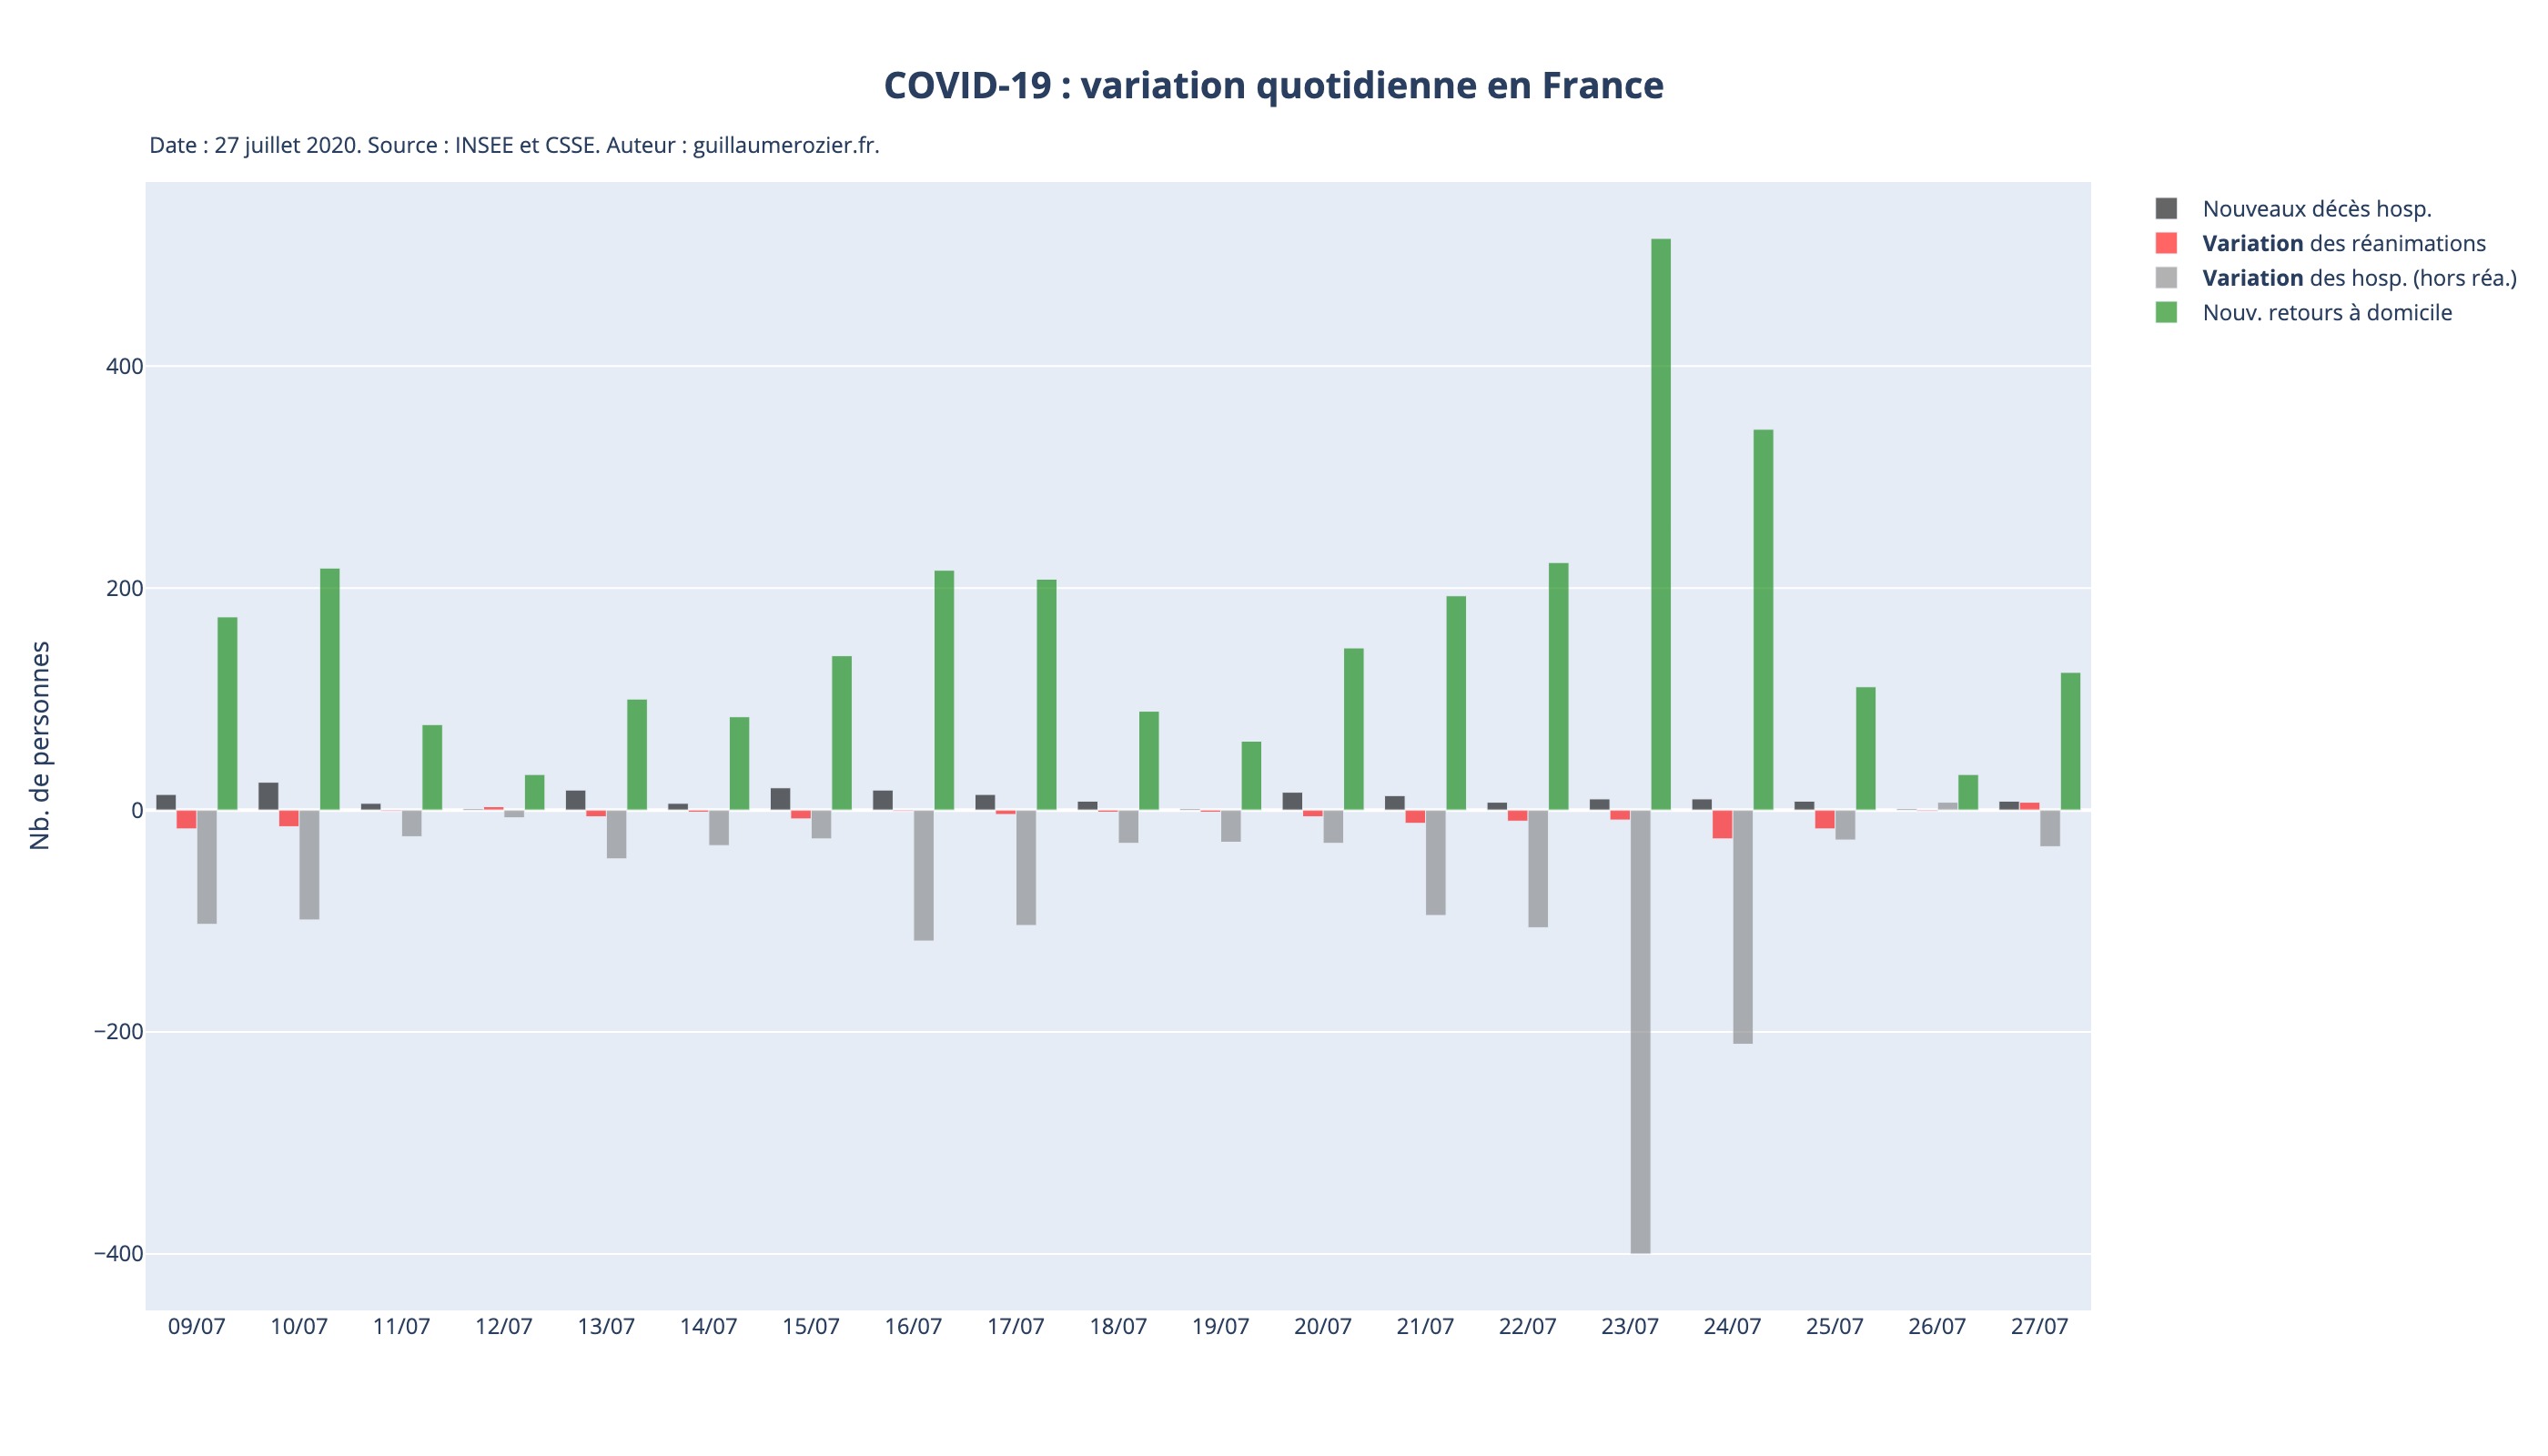 COVID-19 : variation quotidienne en France
Date : 27 juillet 2020. Source : INSEE et CSSE. Auteur : guillaumerozier.fr.
Nouveaux décès hosp.
Variation des réanimations
Variation des hosp. (hors réa.)
Nouv. retours à domicile
Nb. de personnes
400
200
0
−200
−400
09/07 10/07 11/07 12/07 13/07 14/07 15/07 16/07 17/07 18/07 19/07 20/07 21/07 22/07 23/07 24/07 25/07 26/07 27/07